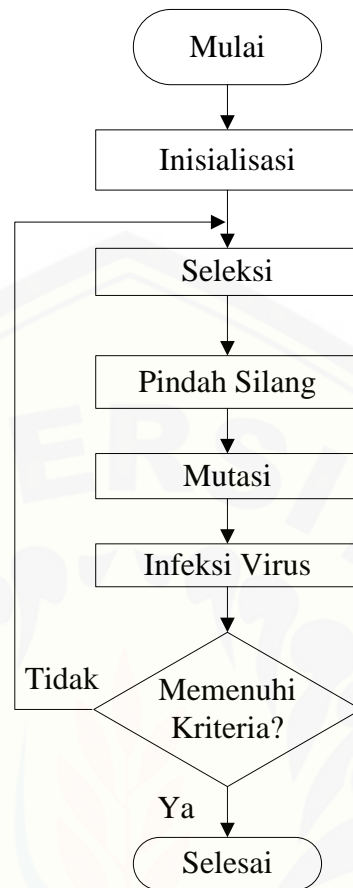 Mulai
Inisialisasi
Seleksi
Pindah Silang
Mutasi
Infeksi Virus
Tidak
Memenuhi
Kriteria?
Ya
Selesai